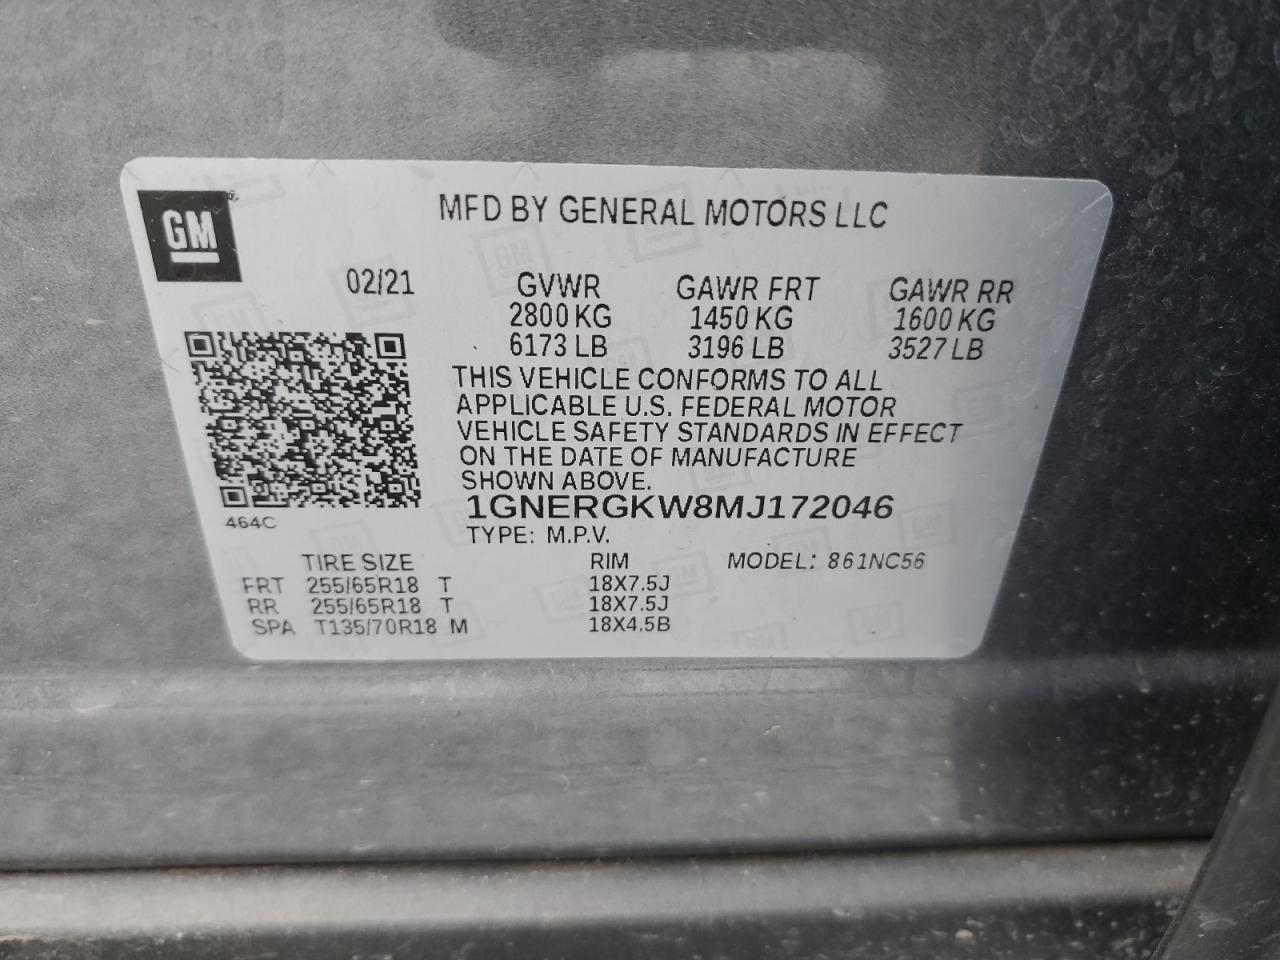 GM
MFD BY GENERAL MOTORS LLC
02/21 GVWR GAWR FRT GAWR RR
2800 KG 1450 KG 1600 KG
6173 LB 3196 LB 3527 LB
THIS VEHICLE CONFORMS TO ALL
APPLICABLE U.S. FEDERAL MOTOR
VEHICLE SAFETY STANDARDS IN EFFECT
ON THE DATE OF MANUFACTURE
SHOWN ABOVE.
1GNERGKW8MJ172046
464C
TYPE: M.P.V.
TIRE SIZE RIM MODEL: 861NC56
FRT 255/65R18 T 18X7.5J
RR 255/65R18 T 18X7.5J
SPA T135/70R18 M 18X4.5B